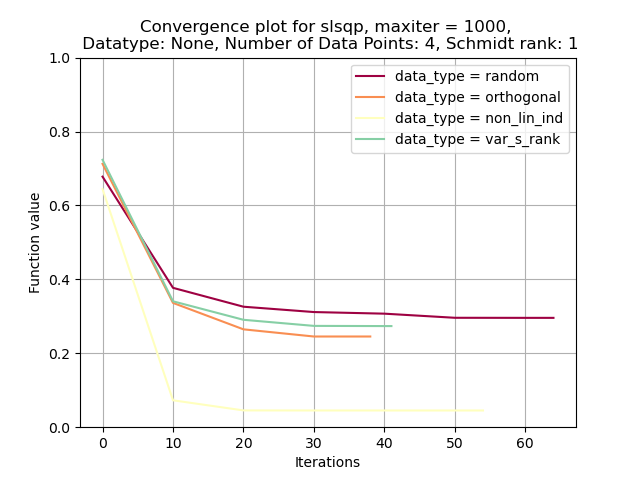 Convergence plot for slsqp, maxiter = 1000,
Datatype: None, Number of Data Points: 4, Schmidt rank: 1
1.0
0.8
0.6
0.4
0.2
0.0
Function value
data_type = random
data_type = orthogonal
data_type = non_lin_ind
data_type = var_s_rank
0 10 20 30 40 50 60
Iterations